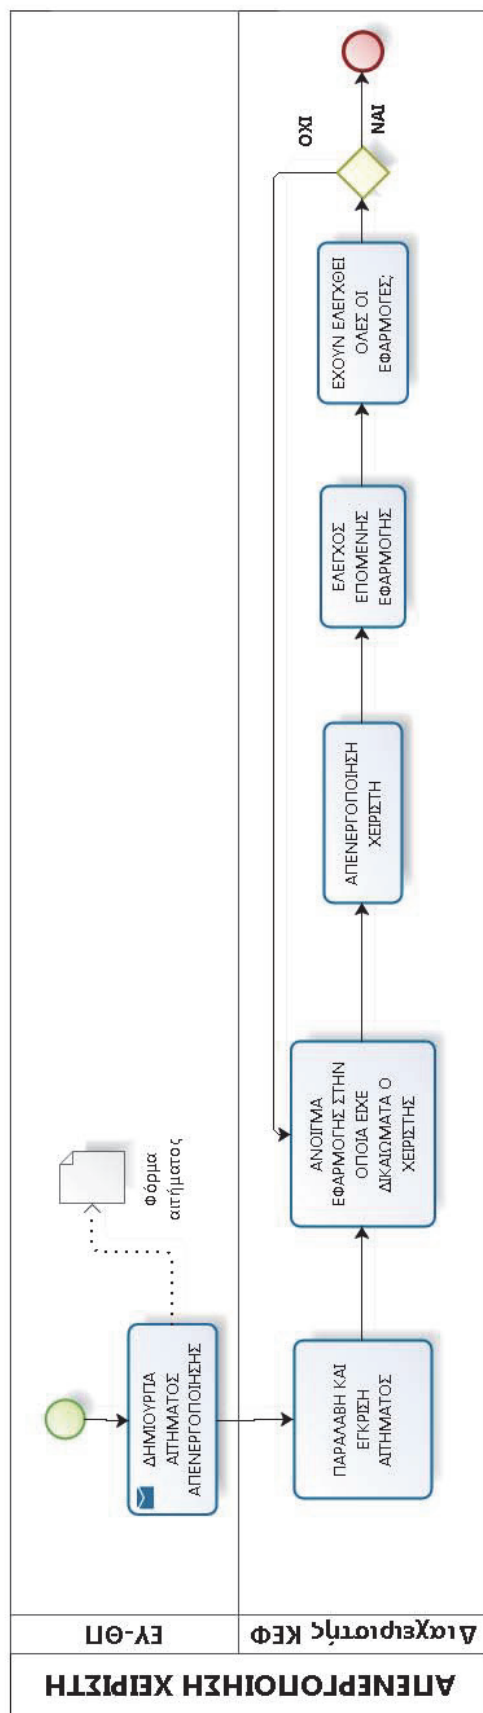 ΑΠΕΝΕΡΓΟΠΟΙΗΣΗ ΧΕΙΡΙΣΤΗ
ΕΥ-ΘΠ
ΔΗΜΙΟΥΡΓΙΑ
ΑΙΤΗΜΑΤΟΣ
ΑΠΕΝΕΡΓΟΠΟΙΗΣΗΣ
Φόρμα
αιτήματος
Διαχειριστής ΚΕΦ
ΠΑΡΑΛΑΒΗ ΚΑΙ
ΕΓΚΡΙΣΗ
ΑΙΤΗΜΑΤΟΣ
ΑΝΟΙΓΜΑ
ΕΦΑΡΜΟΓΗΣ ΣΤΗΝ
ΟΠΟΙΑ ΕΙΧΕ
ΔΙΚΑΙΩΜΑΤΑ Ο
ΧΕΙΡΙΣΤΗΣ
ΑΠΕΝΕΡΓΟΠΟΙΗΣΗ
ΧΕΙΡΙΣΤΗ
ΕΛΕΓΧΟΣ
ΕΠΟΜΕΝΗΣ
ΕΦΑΡΜΟΓΗΣ
ΕΧΟΥΝ ΕΛΕΓΧΘΕΙ
ΟΛΕΣ ΟΙ
ΕΦΑΡΜΟΓΕΣ;
ΟΧΙ
ΝΑΙ